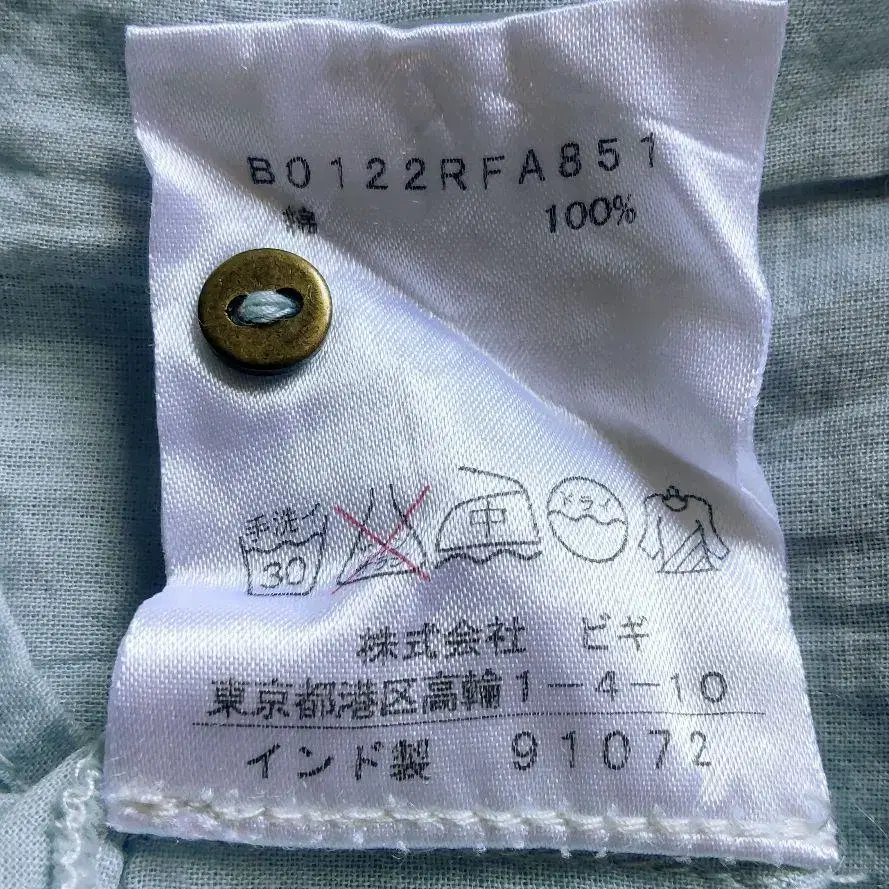 B0122RFA851
綿 100%
手洗イ 30 中 ドライ
株式会社 ビギ
東京都港区高輪1-4-10
インド製 91072